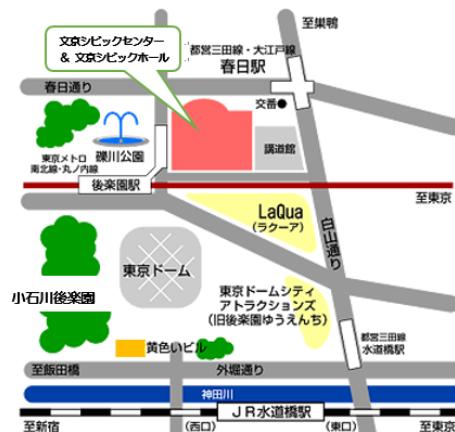 至巣鴨
文京シビックセンター
& 文京シビックホール
都営三田線・大江戸線
春日駅
春日通り
交番
講道館
礫川公園
東京メトロ
南北線・丸ノ内線
後楽園駅
至東京
LaQua
(ラクーア)
白山通り
東京ドーム
小石川後楽園
東京ドームシティ
アトラクションズ
(旧後楽園ゆうえんち)
都営三田線
水道橋駅
黄色いビル
至飯田橋
外堀通り
神田川
JR水道橋駅
至新宿
(西口)
(東口)
至東京